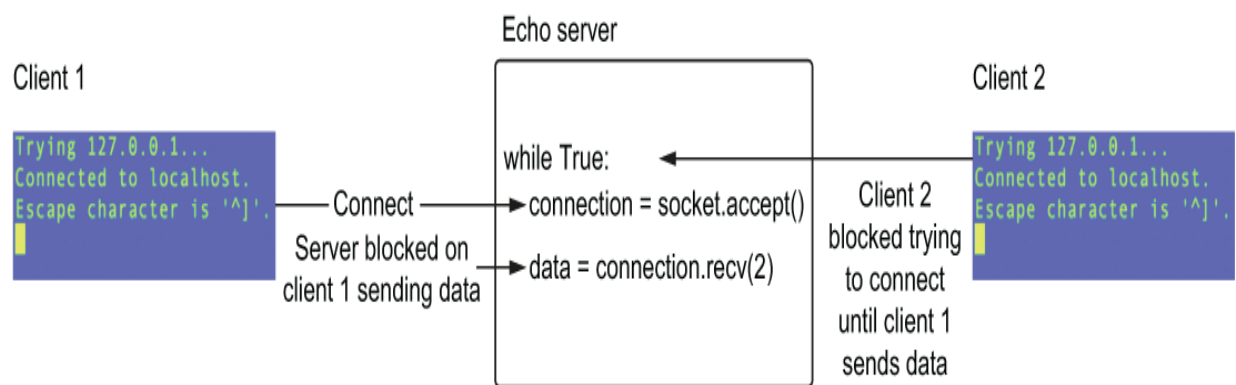 Echo server
Client 1
Client 2
Trying 127.0.0.1...
Connected to localhost.
Escape character is '^]'.
Connect
Server blocked on
client 1 sending data
while True:
connection = socket.accept()
data = connection.recv(2)
Client 2
blocked trying
to connect
until client 1
sends data
Trying 127.0.0.1...
Connected to localhost.
Escape character is '^]'.